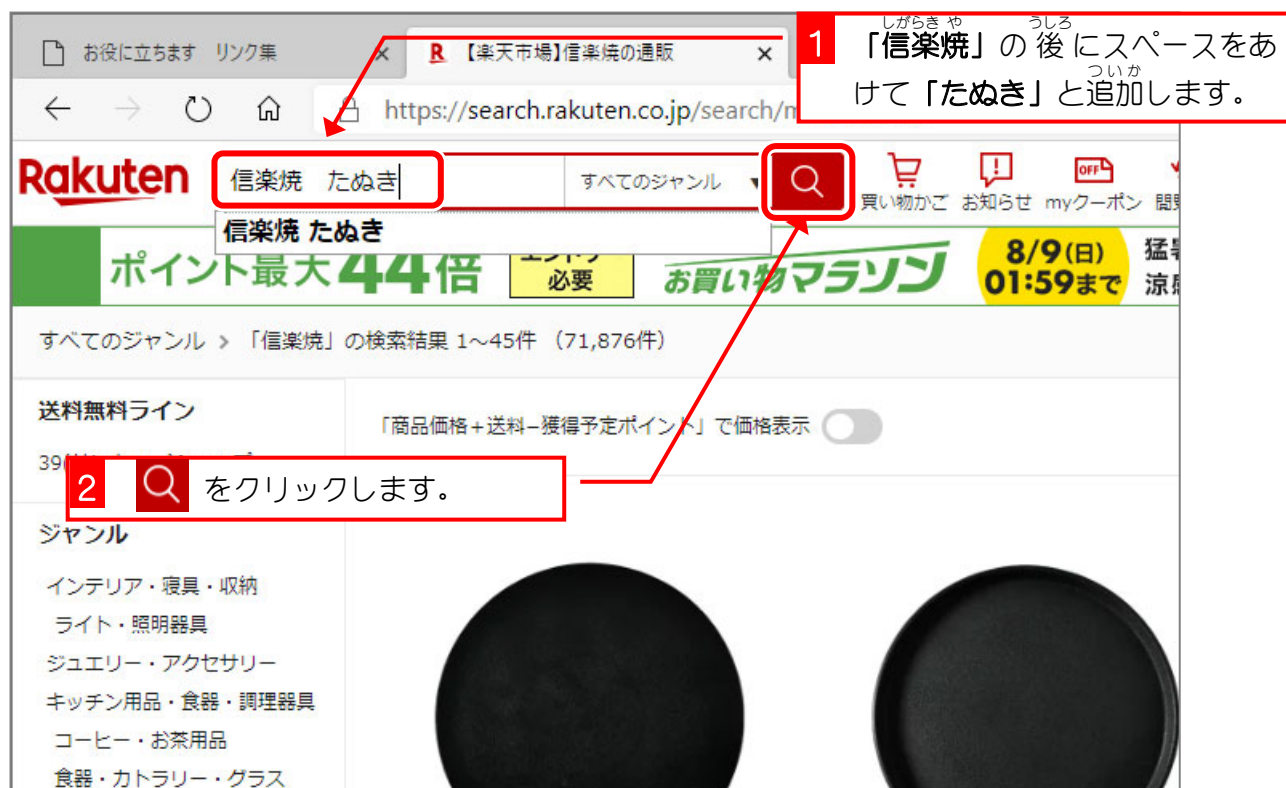 お役に立ちます リンク集
【楽天市場】信楽焼の通販
1 「信楽焼」の後にスペースをあ
けて「たぬき」と追加します。
しがらきや うしろ
ついか
https://search.rakuten.co.jp/search/m
Rakuten
信楽焼 たぬき
すべてのジャンル
買い物かご
お知らせ
OFF
myクーポン
信楽焼 たぬき
ポイント最大44倍
必要
お買い物マラソン
8/9(日)
01:59まで
すべてのジャンル > 「信楽焼」の検索結果 1～45件 （71,876件）
送料無料ライン
「商品価格+送料−獲得予定ポイント」で価格表示
39
2 をクリックします。
ジャンル
インテリア・寝具・収納
ライト・照明器具
ジュエリー・アクセサリー
キッチン用品・食器・調理器具
コーヒー・お茶用品
食器・カトラリー・グラス